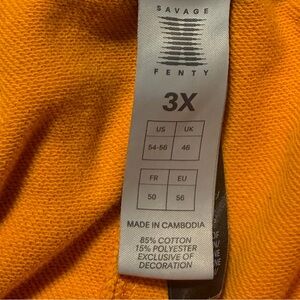 SAVAGE
FENTY
3X
US UK
54-56 46
FR EU
50 56
MADE IN CAMBODIA
85% COTTON
15% POLYESTER
EXCLUSIVE OF
DECORATION